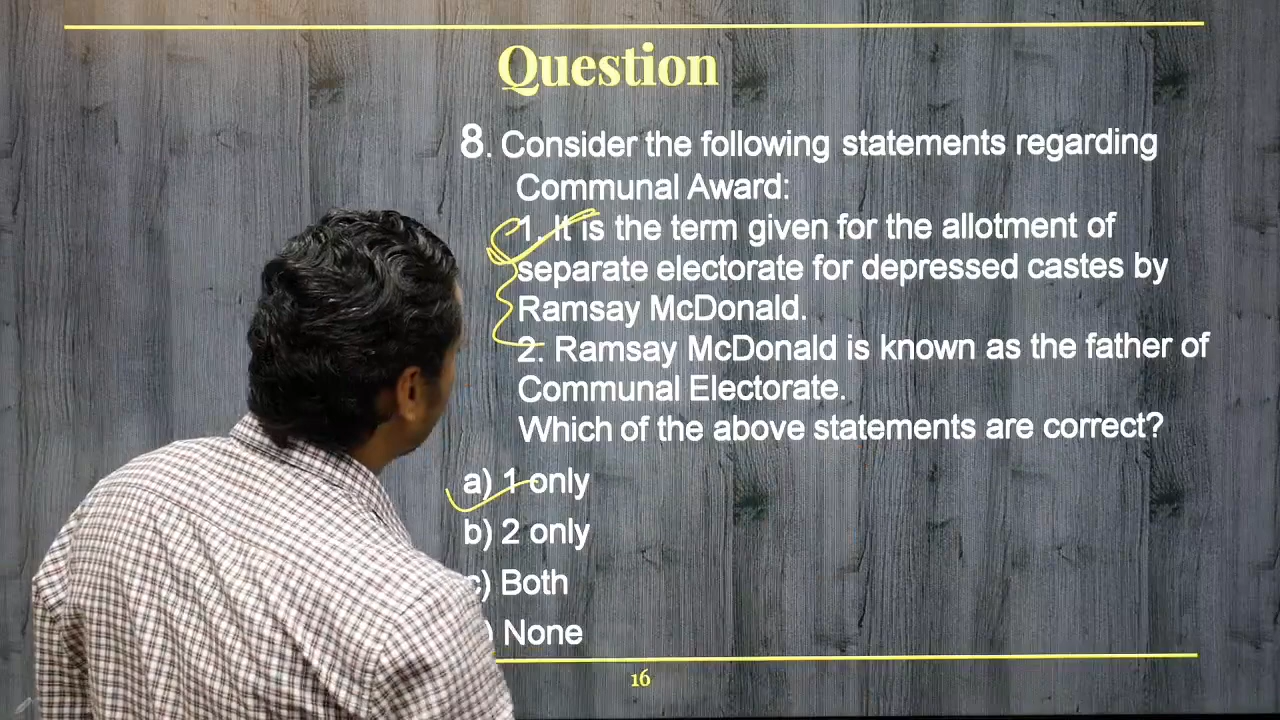 Question
8. Consider the following statements regarding
Communal Award:
1. It is the term given for the allotment of
separate electorate for depressed castes by
Ramsay McDonald.
2. Ramsay McDonald is known as the father of
Communal Electorate.
Which of the above statements are correct?
a) 1 only
b) 2 only
c) Both
) None
16